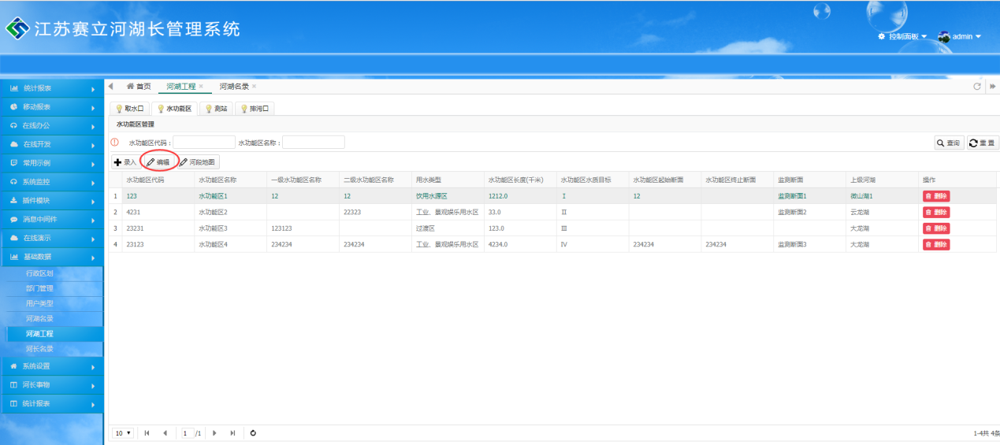 江苏赛立河湖长管理系统
控制面板 admin
统计报表
移动报表
在线办公
在线开发
常用示例
系统监控
插件模块
消息中间件
在线演示
基础数据
行政区划
部门管理
用户类型
河湖名录
河湖工程
河长名录
系统设置
河长事物
统计报表
首页 河湖工程 × 河湖名录 ×
取水口 水功能区 测站 排污口
水功能区管理
水功能区代码: 水功能区名称: 查询 重置
录入 编辑 河段地图
水功能区代码 水功能区名称 一级水功能区名称 二级水功能区名称 用水类型 水功能区长度(千米) 水功能区水质目标 水功能区起始断面 水功能区终止断面 监测断面 上级河湖 操作
1 123 水功能区1 12 12 饮用水源区 1212.0 I 12 监测断面1 微山湖1 删除
2 4231 水功能区2 22323 工业、景观娱乐用水区 33.0 II 监测断面2 云龙湖 删除
3 23231 水功能区3 123123 过渡区 123.0 III 大龙湖 删除
4 23123 水功能区4 234234 234234 工业、景观娱乐用水区 4234.0 IV 234234 234234 监测断面3 大龙湖 删除
10 1 /1 1-4共 4条